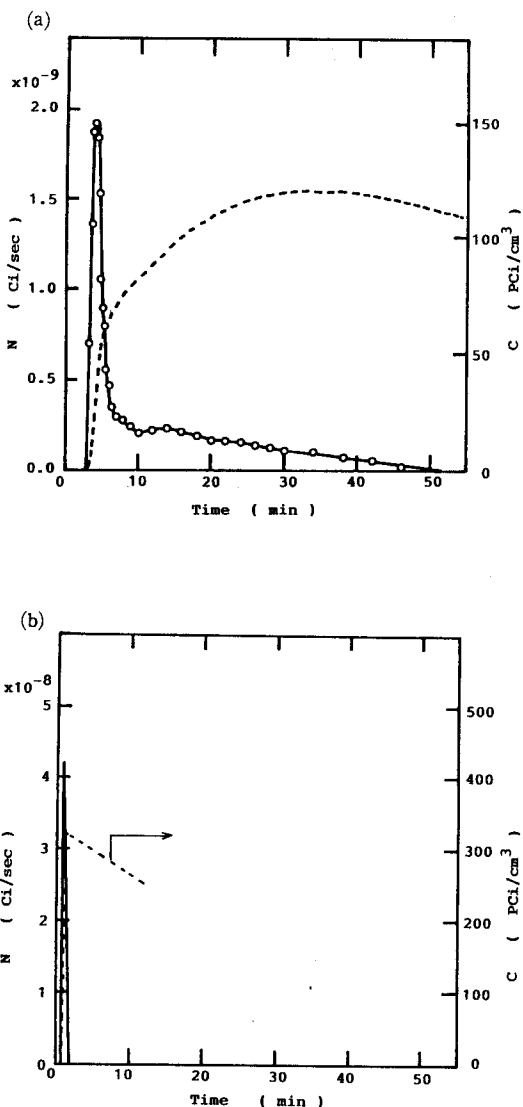 (a)
x10⁻⁹
2.0
1.5
1.0
0.5
0.0
N ( Ci/sec )
150
100
50
0
C ( PCi/cm³ )
0 10 20 30 40 50
Time ( min )
(b)
x10⁻⁸
5
4
3
2
1
0
N ( Ci/sec )
500
400
300
200
100
0
C ( PCi/cm³ )
0 10 20 30 40 50
Time ( min )